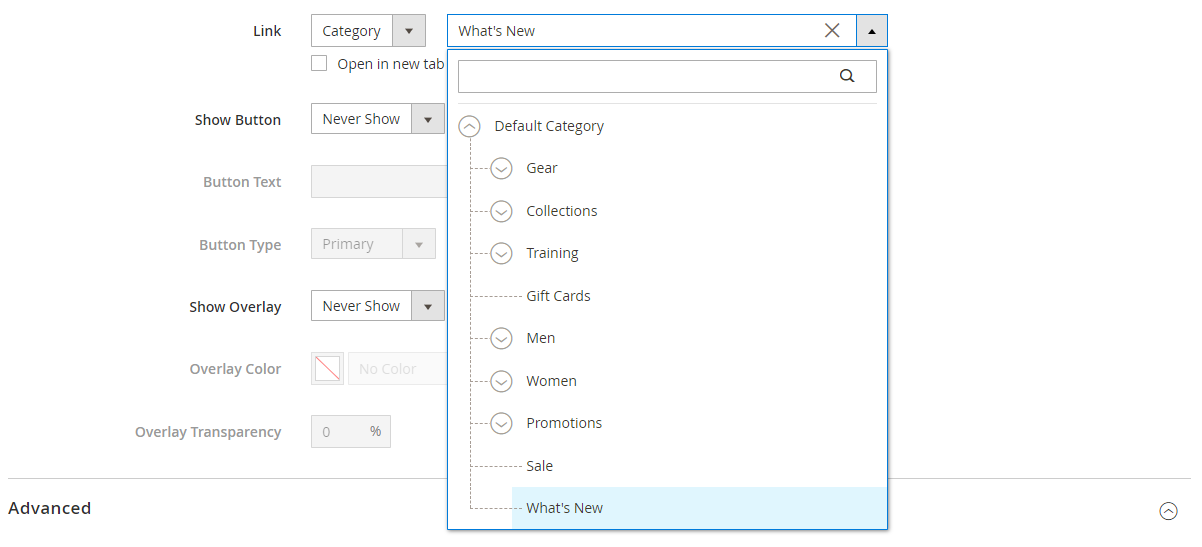 Link Category What's New
Open in new tab
Show Button Never Show
Default Category
Gear
Button Text
Collections
Button Type Primary
Training
Gift Cards
Show Overlay Never Show
Men
Overlay Color No Color
Women
Promotions
Overlay Transparency 0 %
Sale
Advanced
What's New